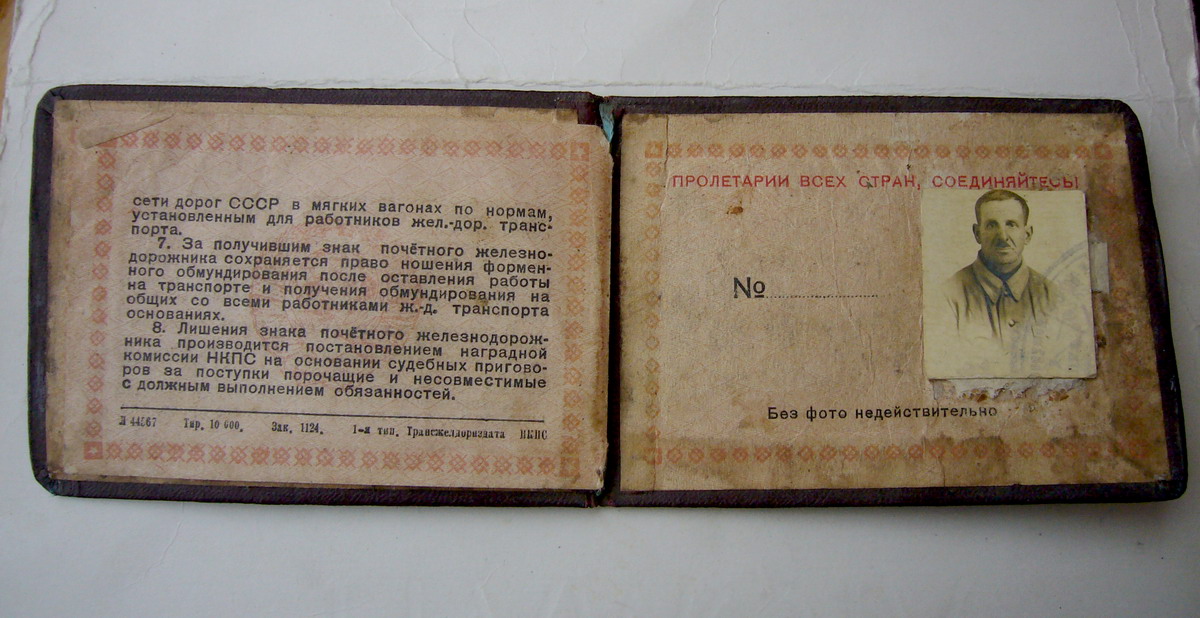 сети дорог СССР в мягких вагонах по нормам,
установленным для работников жел.-дор. транс-
порта.
7. За получившим знак почётного железно-
дорожника сохраняется право ношения формен-
ного обмундирования после оставления работы
на транспорте и получения обмундирования на
общих со всеми работниками ж.-д. транспорта
основаниях.
8. Лишения знака почётного железнодорож-
ника производится постановлением наградной
комиссии НКПС на основании судебных пригово-
ров за поступки порочащие и несовместимые
с должным выполнением обязанностей.
Л 44567 Тир. 10 000. Зак. 1124. 1-я тип. Трансжелдориздата НКПС
ПРОЛЕТАРИИ ВСЕХ СТРАН, СОЕДИНЯЙТЕСЬ!
№
Без фото недействительно